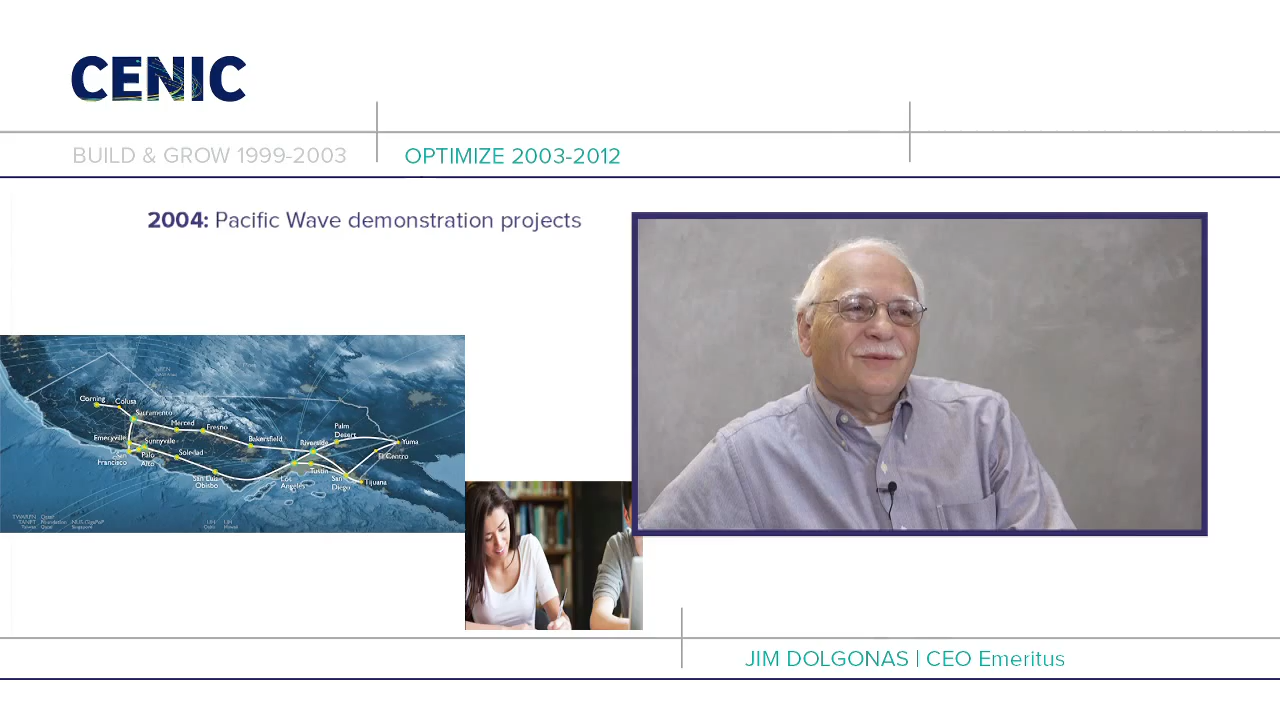 CENIC
BUILD & GROW 1999-2003
OPTIMIZE 2003-2012
2004: Pacific Wave demonstration projects
Corning
Colusa
Sacramento
Merced
Fresno
Emeryville
Sunnyvale
San
Francisco
Palo
Alto
Soledad
Bakersfield
Riverside
Palm
Desert
Yuma
El Centro
San Luis
Obispo
Los
Angeles
Tustin
San
Diego
Tijuana
JIM DOLGONAS | CEO Emeritus